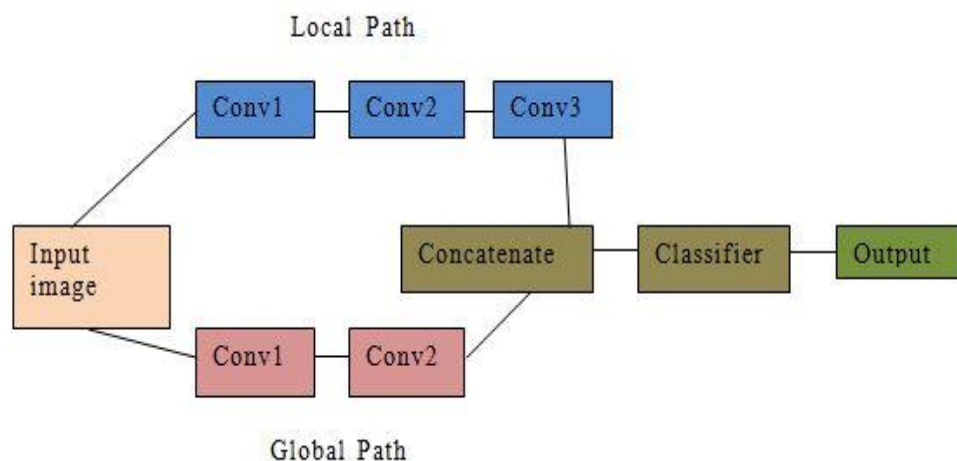 Local Path
Conv1
Conv2
Conv3
Input
image
Concatenate
Classifier
Output
Conv1
Conv2
Global Path